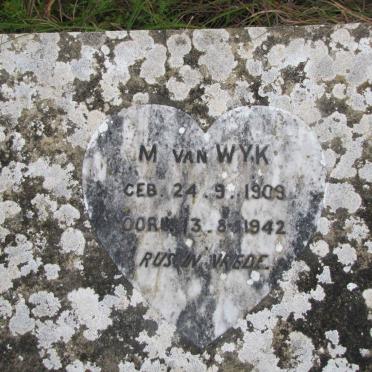 M VAN WYK
GEB. 24. 9. 1909
OORL. 13. 8. 1942
RUS IN VREDE.